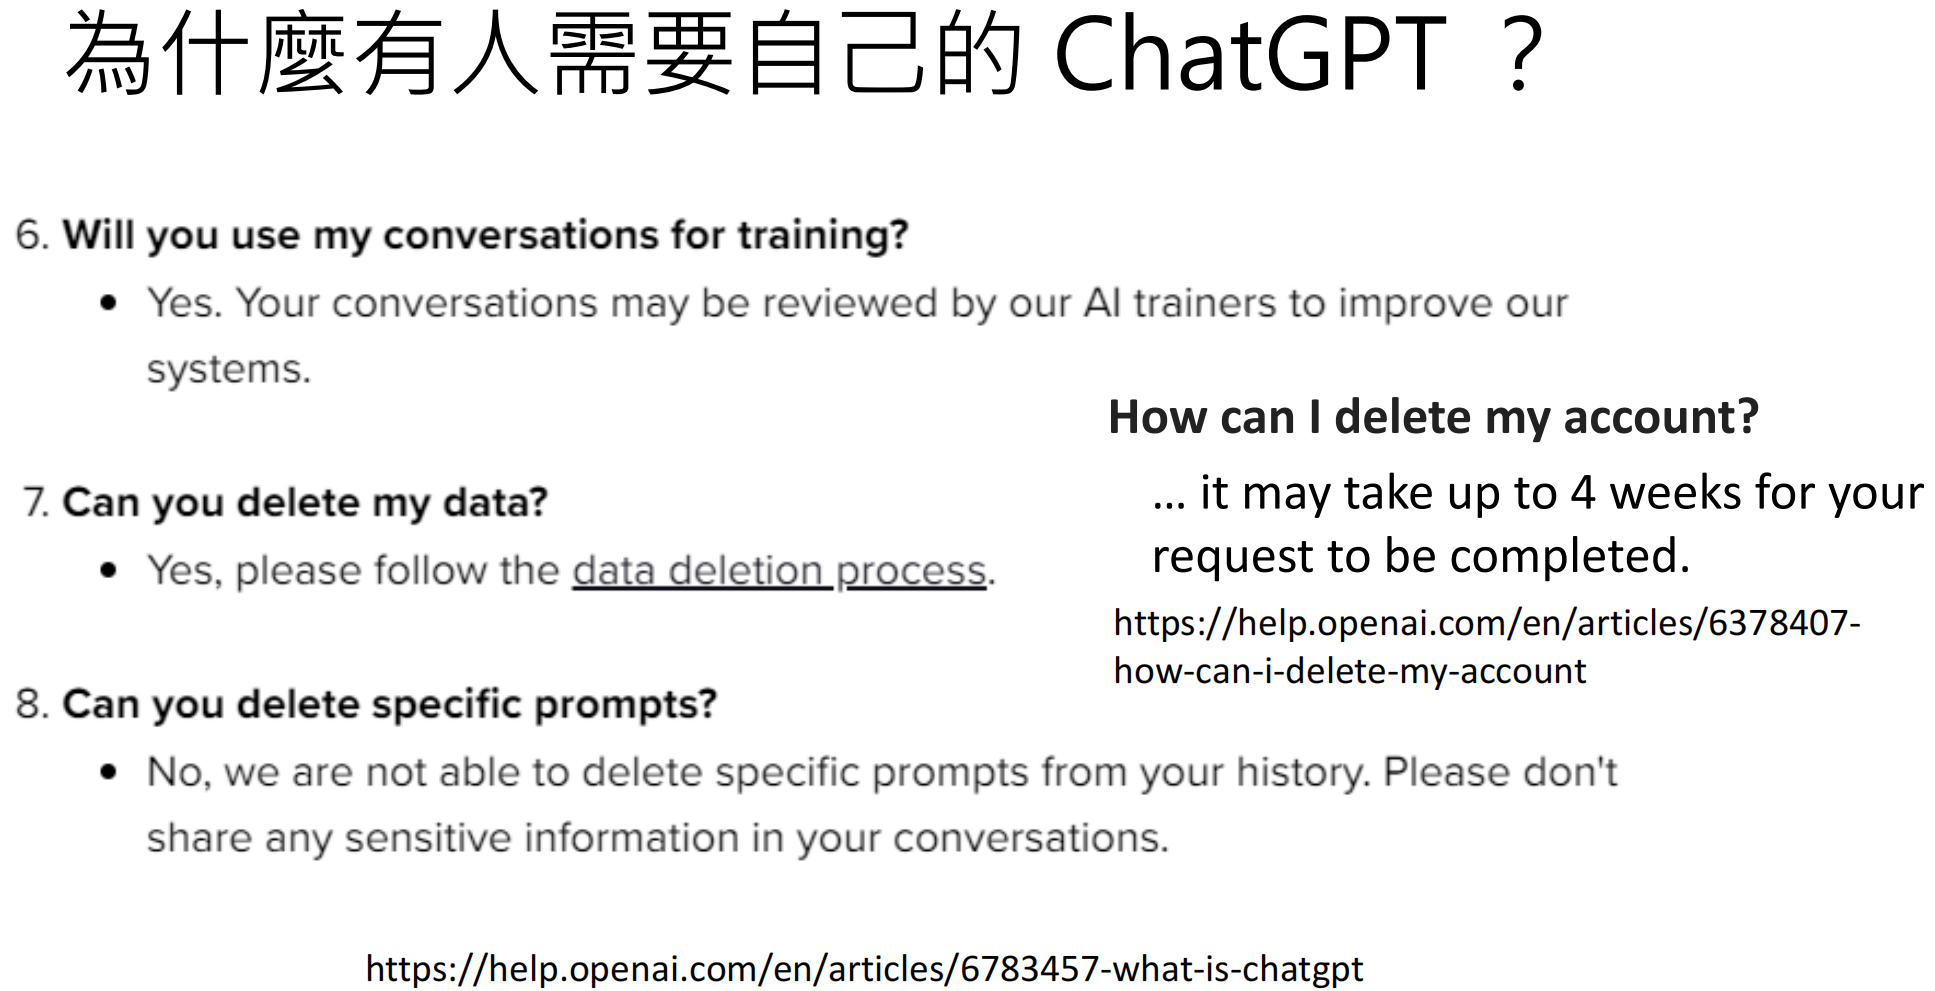 為什麼有人需要自己的 ChatGPT ？
6. Will you use my conversations for training?
• Yes. Your conversations may be reviewed by our AI trainers to improve our
systems.
7. Can you delete my data?
• Yes, please follow the data deletion process.
8. Can you delete specific prompts?
• No, we are not able to delete specific prompts from your history. Please don't
share any sensitive information in your conversations.
How can I delete my account?
... it may take up to 4 weeks for your
request to be completed.
https://help.openai.com/en/articles/6378407-
how-can-i-delete-my-account
https://help.openai.com/en/articles/6783457-what-is-chatgpt